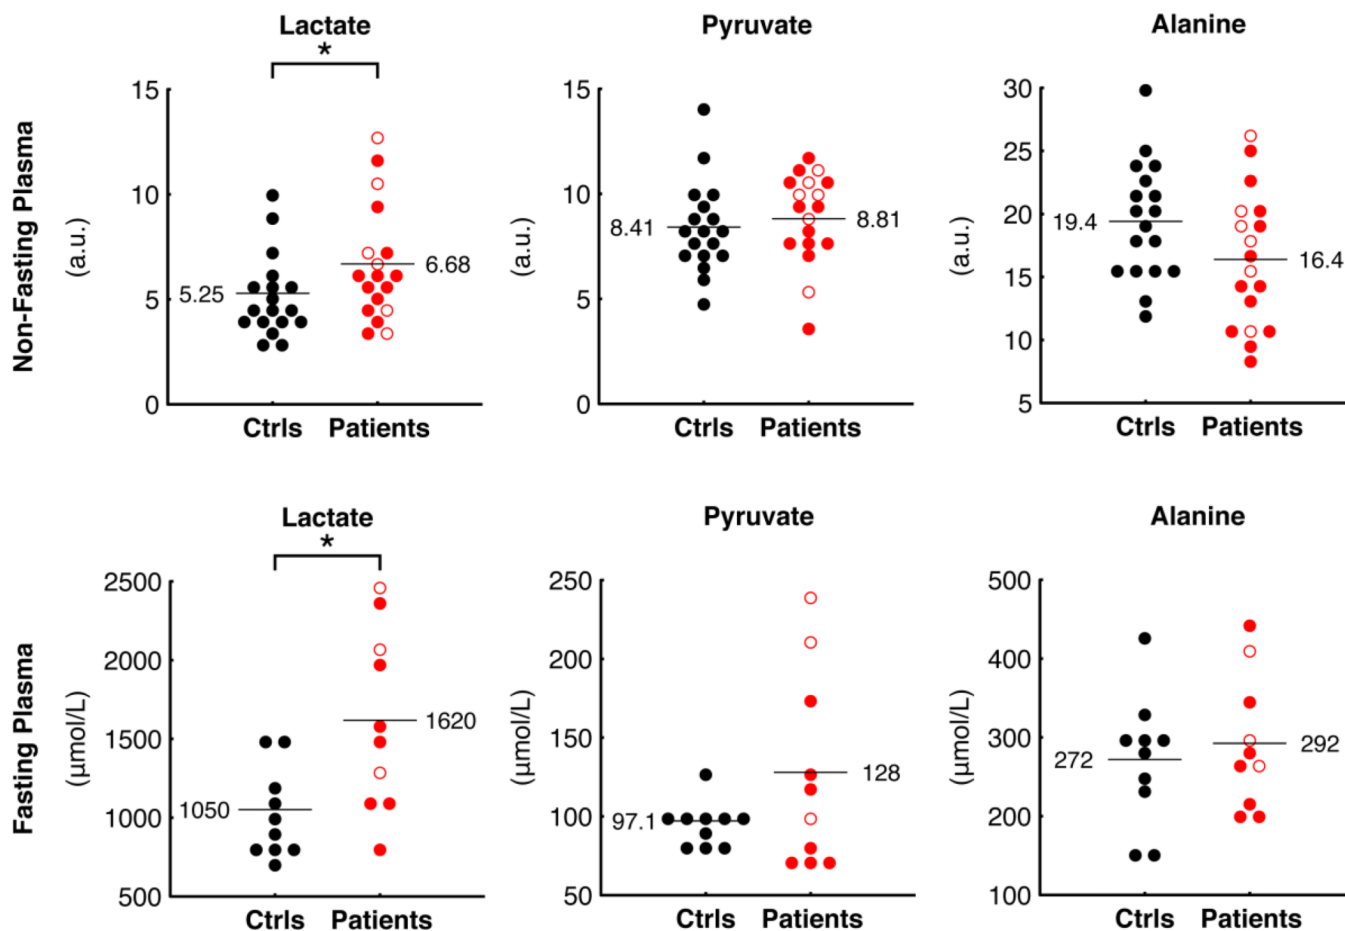 Lactate
Pyruvate
Alanine
*
Non-Fasting Plasma
(a.u.)
15
10
5
0
5.25
6.68
Ctrls Patients
(a.u.)
15
10
5
0
8.41
8.81
Ctrls Patients
(a.u.)
30
25
20
15
10
5
19.4
16.4
Ctrls Patients
Lactate
Pyruvate
Alanine
*
Fasting Plasma
(µmol/L)
2500
2000
1500
1000
500
1050
1620
Ctrls Patients
(µmol/L)
250
200
150
100
50
97.1
128
Ctrls Patients
(µmol/L)
500
400
300
200
100
272
292
Ctrls Patients